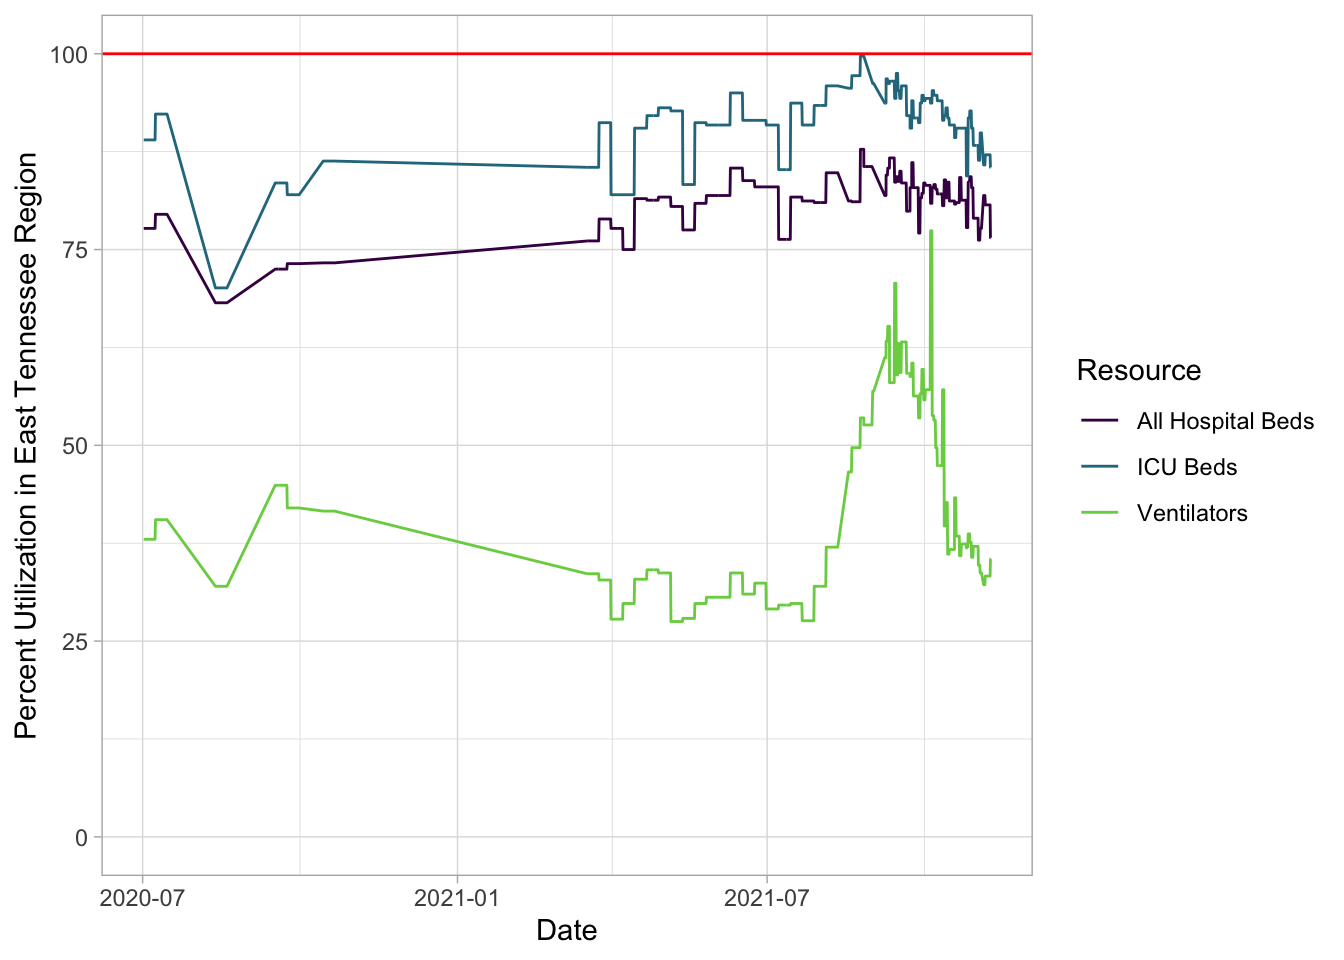 Percent Utilization in East Tennessee Region
100
75
50
25
0
2020-07
2021-01
2021-07
Date
Resource
All Hospital Beds
ICU Beds
Ventilators